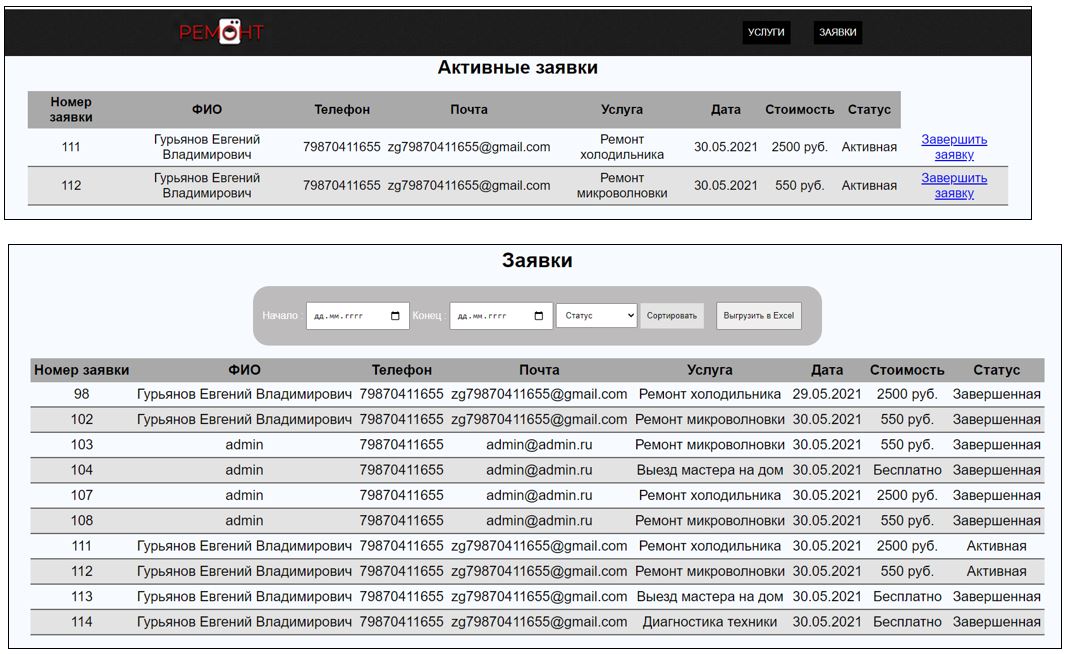 РЕМОНТ
УСЛУГИ ЗАЯВКИ
Активные заявки
Номер заявки ФИО Телефон Почта Услуга Дата Стоимость Статус
111 Гурьянов Евгений Владимирович 79870411655 zg79870411655@gmail.com Ремонт холодильника 30.05.2021 2500 руб. Активная Завершить заявку
112 Гурьянов Евгений Владимирович 79870411655 zg79870411655@gmail.com Ремонт микроволновки 30.05.2021 550 руб. Активная Завершить заявку
Заявки
Начало : дд.мм.гггг Конец : дд.мм.гггг Статус Сортировать Выгрузить в Excel
Номер заявки ФИО Телефон Почта Услуга Дата Стоимость Статус
98 Гурьянов Евгений Владимирович 79870411655 zg79870411655@gmail.com Ремонт холодильника 29.05.2021 2500 руб. Завершенная
102 Гурьянов Евгений Владимирович 79870411655 zg79870411655@gmail.com Ремонт микроволновки 30.05.2021 550 руб. Завершенная
103 admin 79870411655 admin@admin.ru Ремонт микроволновки 30.05.2021 550 руб. Завершенная
104 admin 79870411655 admin@admin.ru Выезд мастера на дом 30.05.2021 Бесплатно Завершенная
107 admin 79870411655 admin@admin.ru Ремонт холодильника 30.05.2021 2500 руб. Завершенная
108 admin 79870411655 admin@admin.ru Ремонт микроволновки 30.05.2021 550 руб. Завершенная
111 Гурьянов Евгений Владимирович 79870411655 zg79870411655@gmail.com Ремонт холодильника 30.05.2021 2500 руб. Активная
112 Гурьянов Евгений Владимирович 79870411655 zg79870411655@gmail.com Ремонт микроволновки 30.05.2021 550 руб. Активная
113 Гурьянов Евгений Владимирович 79870411655 zg79870411655@gmail.com Выезд мастера на дом 30.05.2021 Бесплатно Завершенная
114 Гурьянов Евгений Владимирович 79870411655 zg79870411655@gmail.com Диагностика техники 30.05.2021 Бесплатно Завершенная